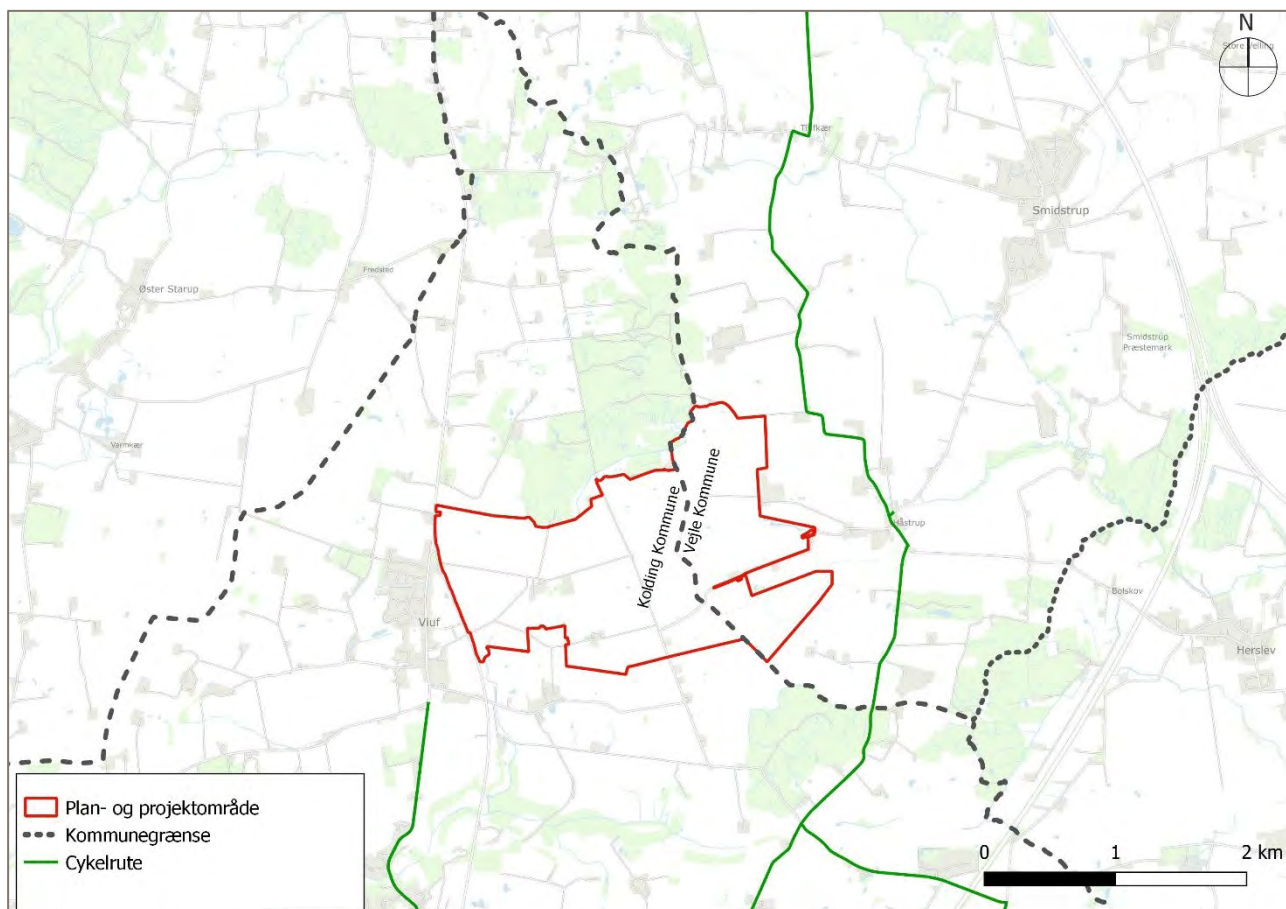 N
Store Velling
Tiufkær
Smidstrup
Fredsted
Øster Starup
Smidstrup
Præstemark
Varmkær
Kolding Kommune
Vejle Kommune
Håstrup
Bolskov
Viuf
Herslev
Plan- og projektområde
Kommunegrænse
Cykelrute
0 1 2 km